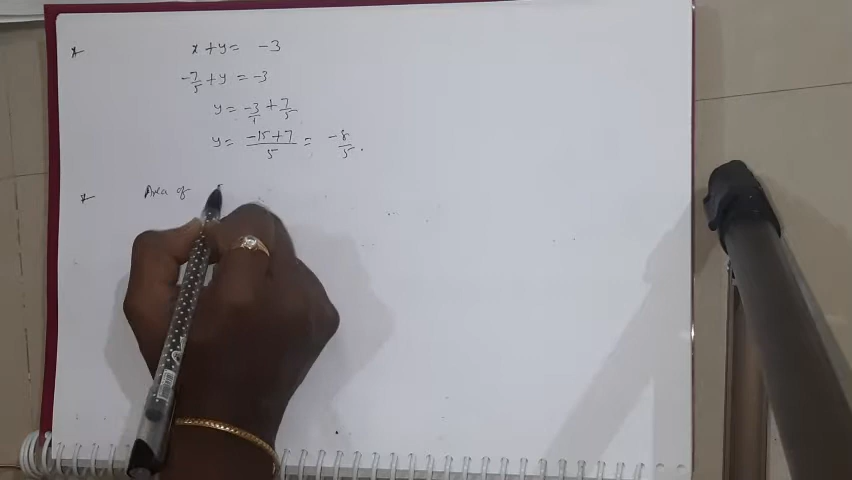 * x + y = -3
-7/5 + y = -3
y = -3/1 + 7/5
y = -15+7/5 = -8/5.
* Area of